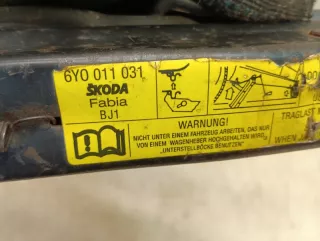 6Y0 011 031
ŠKODA
Fabia
BJ1
DO
WARNUNG!
NICHT UNTER EINEM FAHRZEUG ARBEITEN, DAS NUR
VON EINEM WAGENHEBER HOCHGEHALTEN WIRD,
"UNTERSTELLBÖCKE BENUTZEN"
TRAGLAST
WHEN